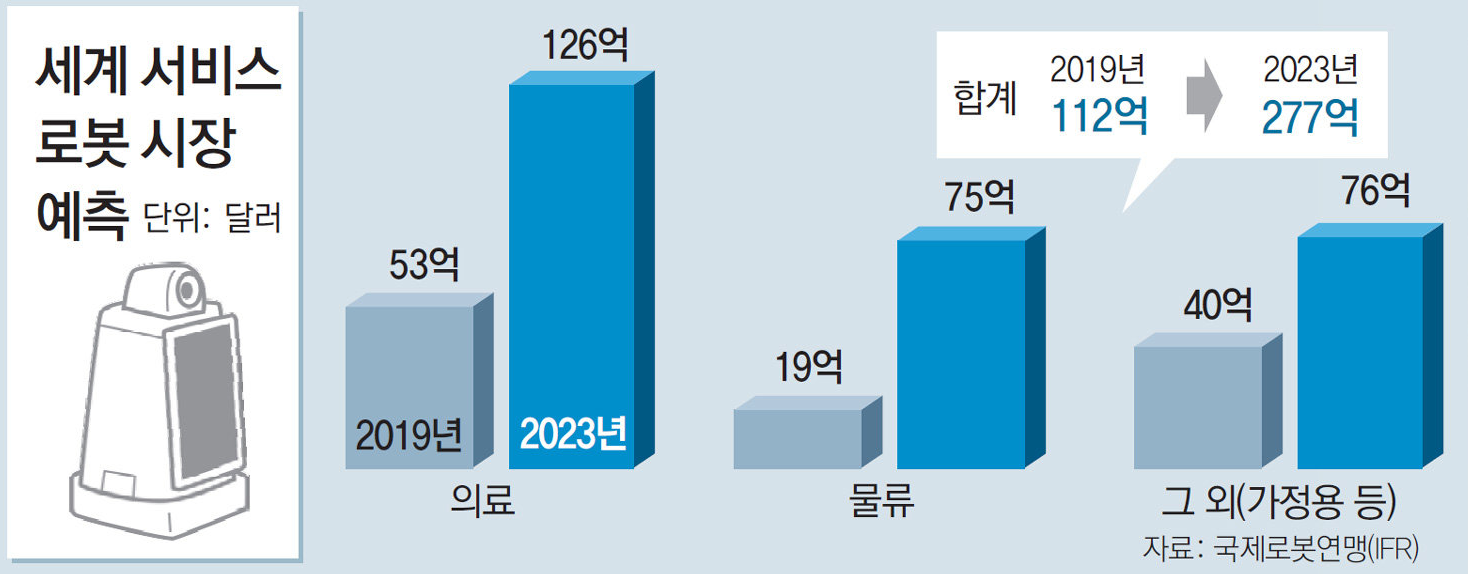 세계 서비스
로봇 시장
예측 단위: 달러
합계 2019년 112억 2023년 277억
53억
126억
2019년
2023년
의료
19억
75억
물류
40억
76억
그 외(가정용 등)
자료: 국제로봇연맹(IFR)